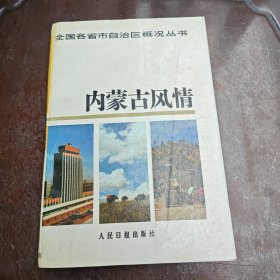 全国各省市自治区概况丛书
内蒙古风情
人民日报出版社